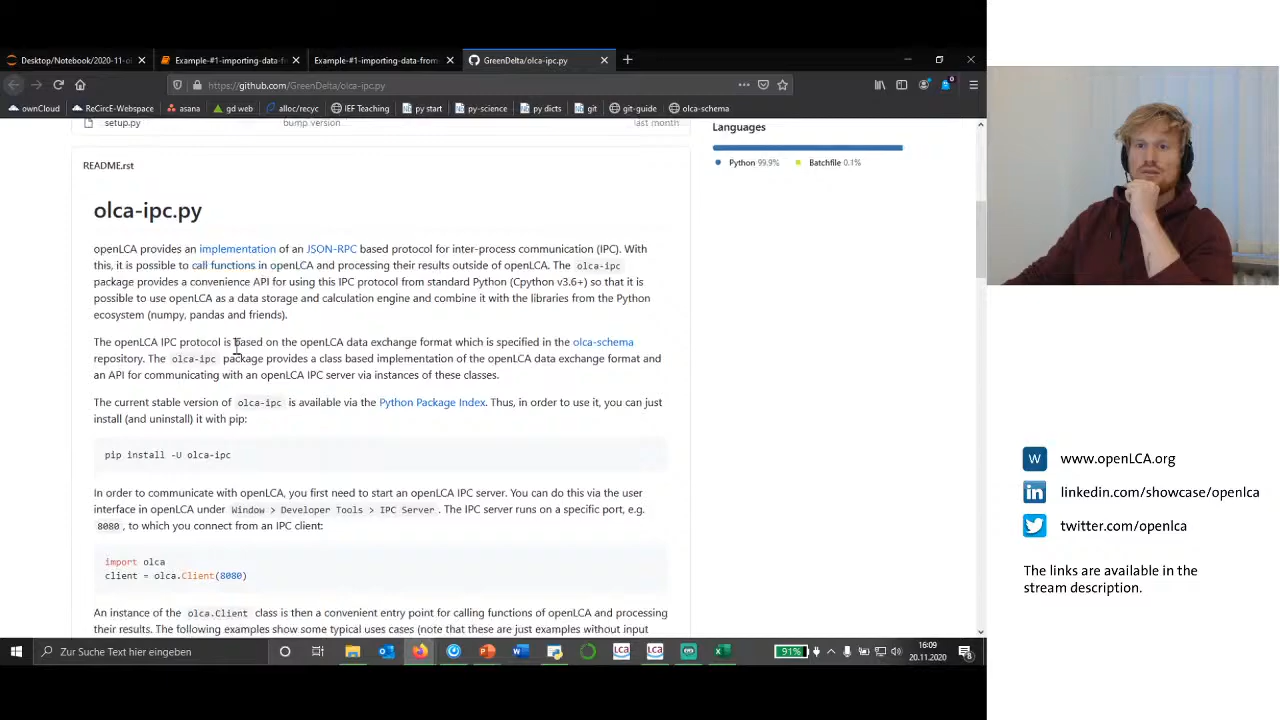 Desktop/Notebook/2020-11-ol
Example-#1-importing-data-fr
Example-#1-importing-data-from
GreenDelta/olca-ipc.py
https://github.com/GreenDelta/olca-ipc.py
ownCloud
ReCircE-Webspace
asana
gd web
alloc/recyc
IEF Teaching
py start
py-science
py dicts
git
git-guide
olca-schema
setup.py
bump version
last month
Languages
Python 99.9%
Batchfile 0.1%
README.rst
olca-ipc.py
openLCA provides an implementation of an JSON-RPC based protocol for inter-process communication (IPC). With
this, it is possible to call functions in openLCA and processing their results outside of openLCA. The olca-ipc
package provides a convenience API for using this IPC protocol from standard Python (Cpython v3.6+) so that it is
possible to use openLCA as a data storage and calculation engine and combine it with the libraries from the Python
ecosystem (numpy, pandas and friends).
The openLCA IPC protocol is based on the openLCA data exchange format which is specified in the olca-schema
repository. The olca-ipc package provides a class based implementation of the openLCA data exchange format and
an API for communicating with an openLCA IPC server via instances of these classes.
The current stable version of olca-ipc is available via the Python Package Index. Thus, in order to use it, you can just
install (and uninstall) it with pip:
pip install -U olca-ipc
In order to communicate with openLCA, you first need to start an openLCA IPC server. You can do this via the user
interface in openLCA under Window > Developer Tools > IPC Server. The IPC server runs on a specific port, e.g.
8080, to which you connect from an IPC client:
import olca
client = olca.Client(8080)
An instance of the olca.Client class is then a convenient entry point for calling functions of openLCA and processing
their results. The following examples show some typical uses cases (note that these are just examples without input
Zur Suche Text hier eingeben
91%
16:09
20.11.2020
W
www.openLCA.org
linkedin.com/showcase/openlca
twitter.com/openlca
The links are available in the
stream description.